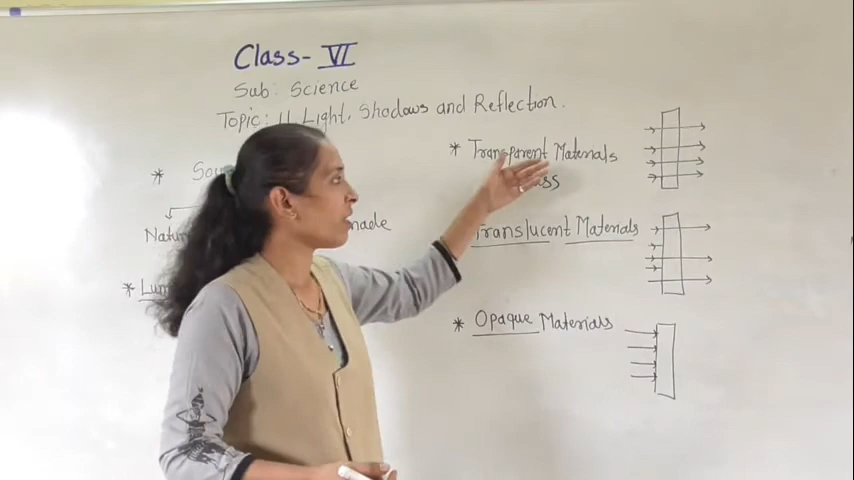 Class- VI
Sub: Science
Topic: 11 Light, Shadows and Reflection.
* Transparent Materials
* Translucent Materials
* Opaque Materials